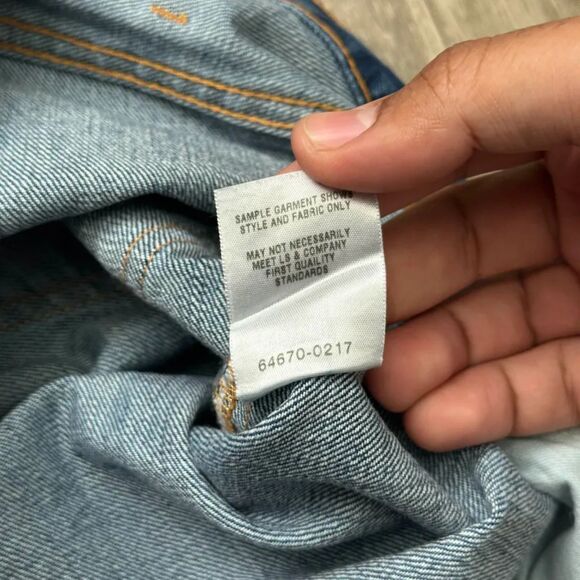 SAMPLE GARMENT SHOWS
STYLE AND FABRIC ONLY
MAY NOT NECESSARILY
MEET LS & COMPANY
FIRST QUALITY
STANDARDS
64670-0217